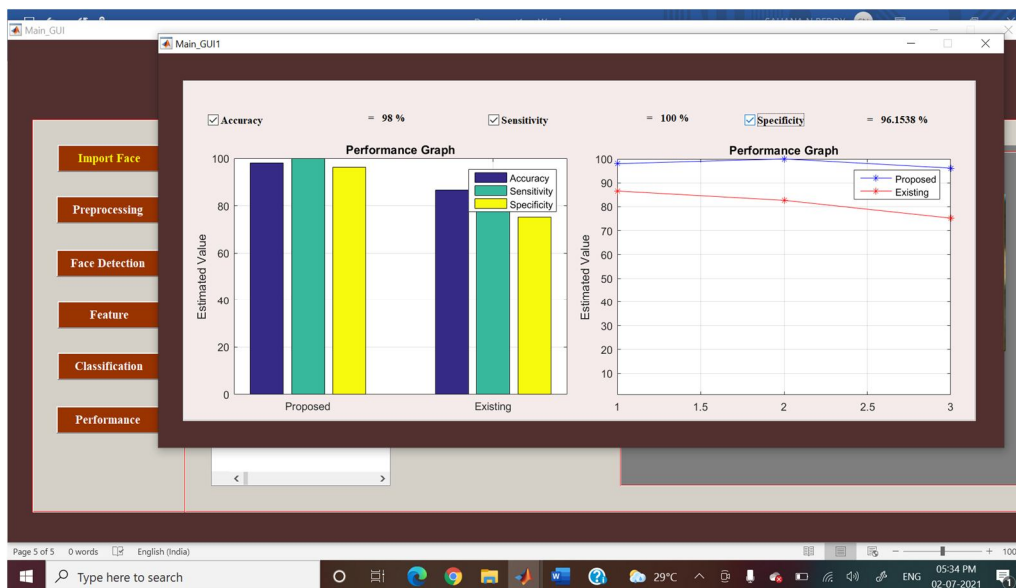 Main_GUI
Main_GUI1
Accuracy = 98 % Sensitivity = 100 % Specificity = 96.1538 %
Import Face
Preprocessing
Face Detection
Feature
Classification
Performance
Performance Graph
Estimated Value
100
80
60
40
20
0
Accuracy
Sensitivity
Specificity
Proposed Existing
Performance Graph
Estimated Value
100
90
80
70
60
50
40
30
20
10
Proposed
Existing
1 1.5 2 2.5 3
Page 5 of 5 0 words English (India)
100
Type here to search
29°C
ENG
05:34 PM
02-07-2021